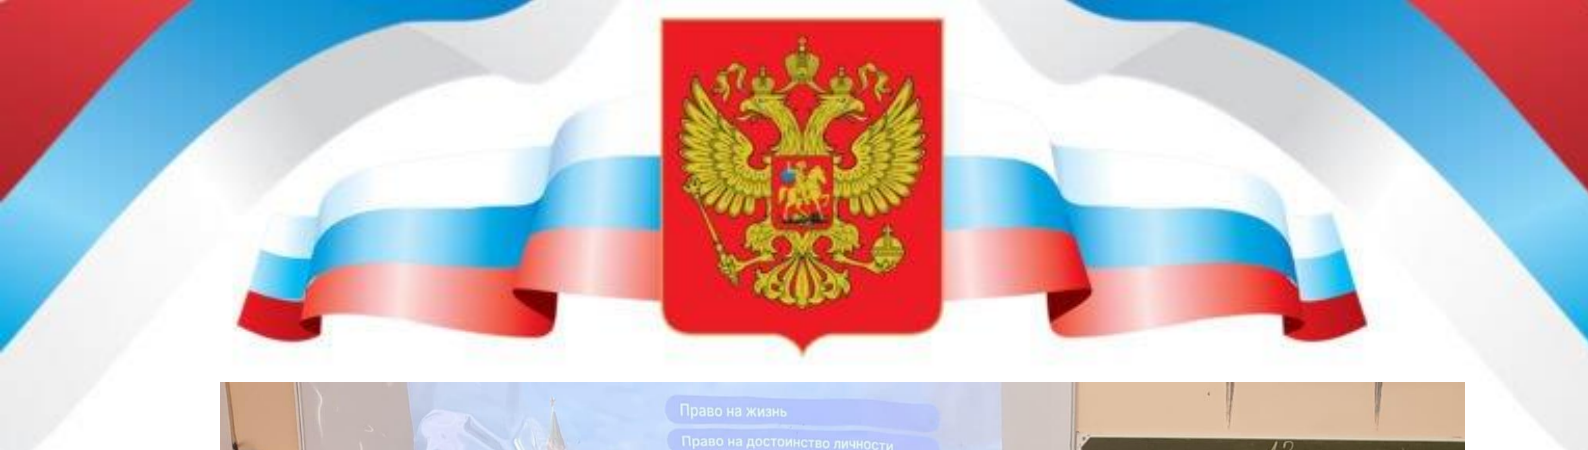 Право на жизнь
Право на достоинство личности